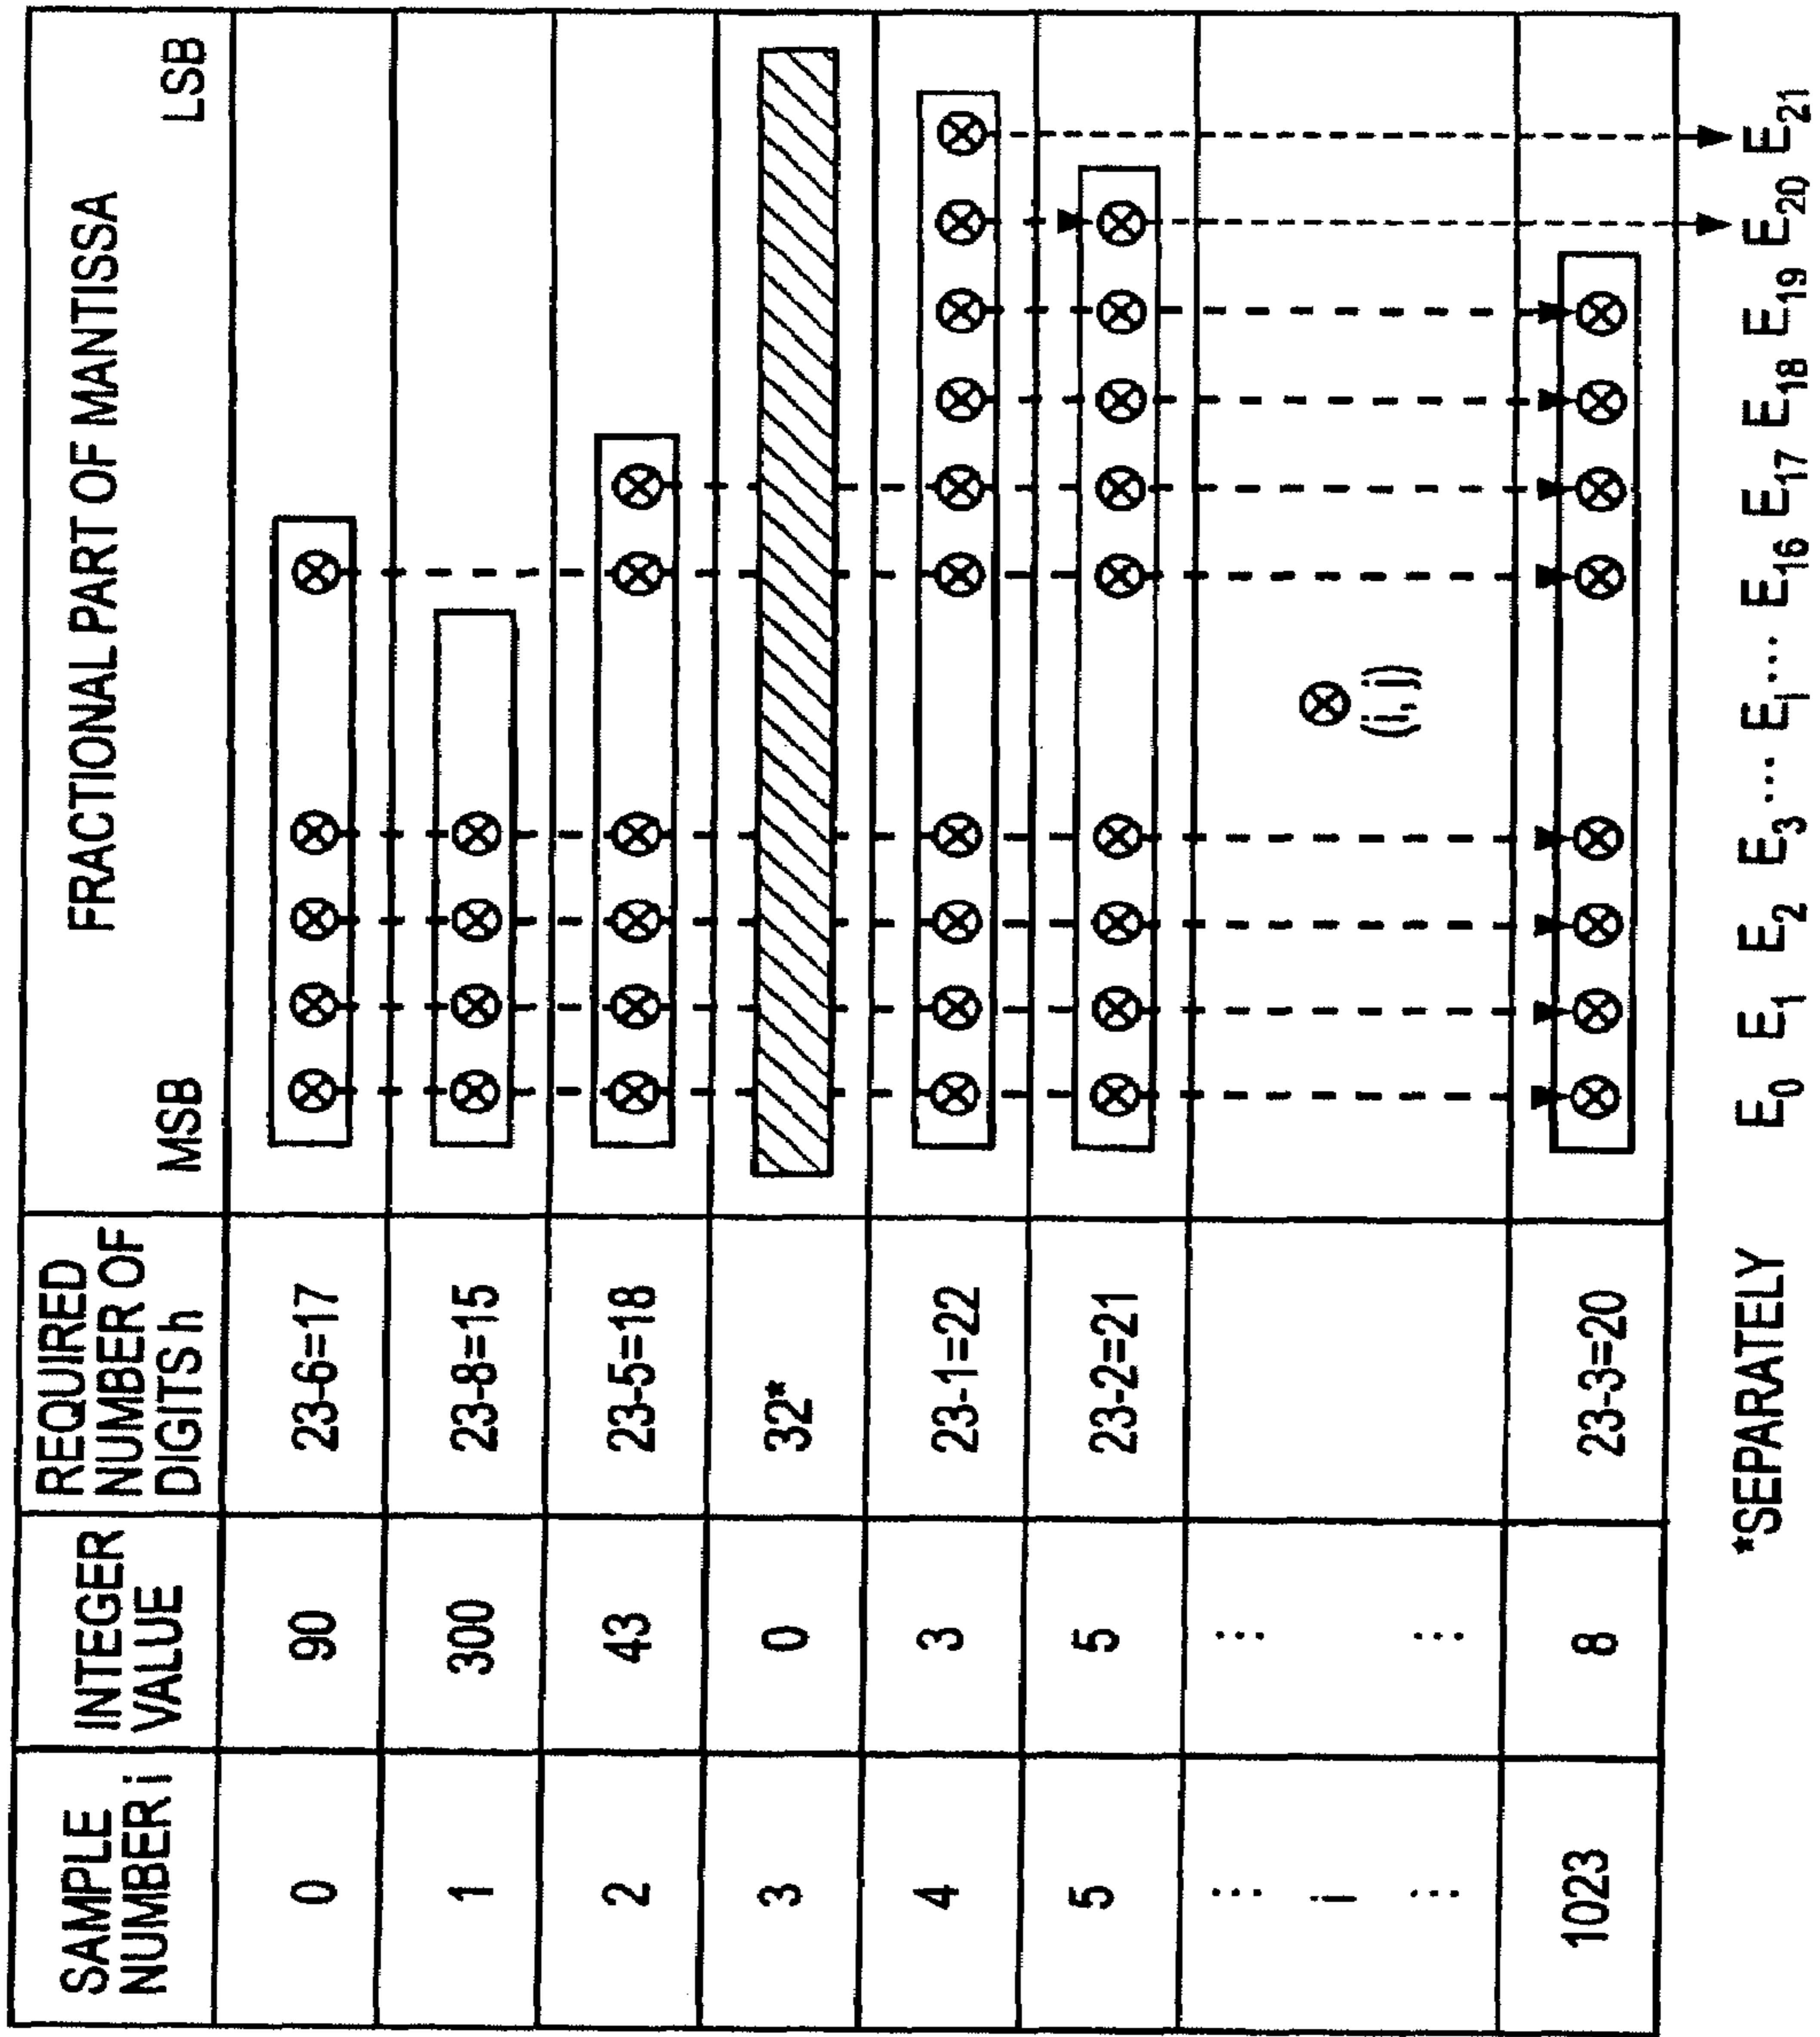 SAMPLE
NUMBER i
INTEGER
VALUE
REQUIRED
NUMBER OF
DIGITS h
FRACTIONAL PART OF MANTISSA
MSB
LSB
0
90
23-6=17
1
300
23-8=15
2
43
23-5=18
3
0
32*
4
3
23-1=22
5
5
23-2=21
⋮
i
⋮
⋮
⋮
(i, j)
1023
8
23-3=20
*SEPARATELY
E0 E1 E2 E3 ... Ej ... E16 E17 E18 E19 E20 E21